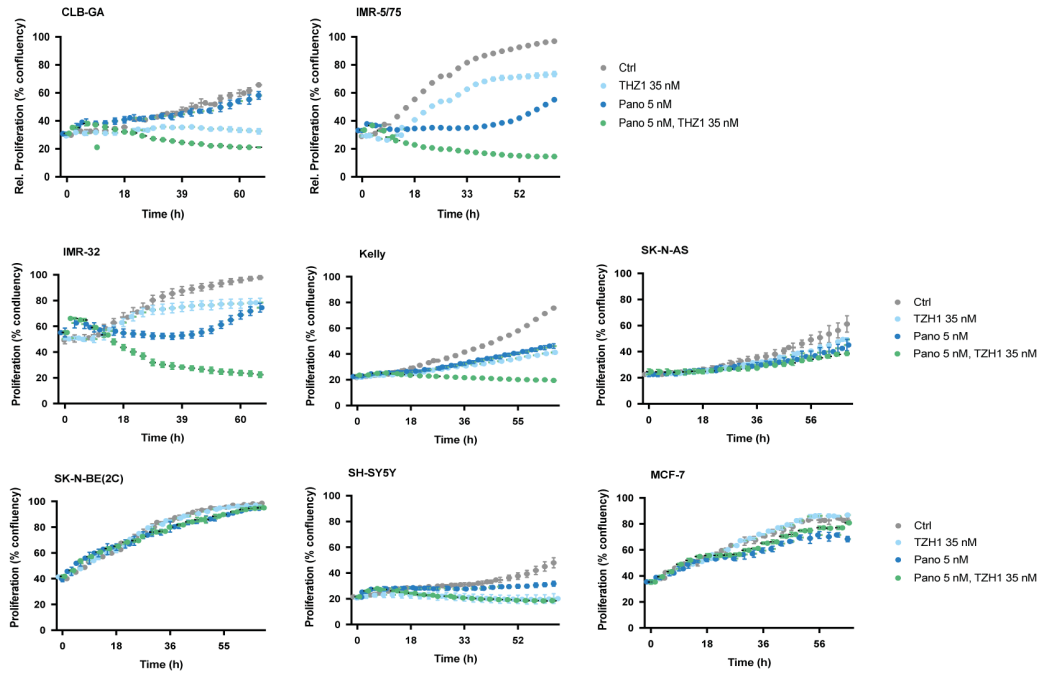 CLB-GA
Rel. Proliferation (% confluency)
100
80
60
40
20
0
0 18 39 60
Time (h)
IMR-5/75
Rel. Proliferation (% confluency)
100
80
60
40
20
0
0 18 33 52
Time (h)
Ctrl
THZ1 35 nM
Pano 5 nM
Pano 5 nM, THZ1 35 nM
IMR-32
Proliferation (% condluency)
100
80
60
40
20
0
0 18 39 60
Time (h)
Kelly
Proliferation (% confluency)
100
80
60
40
20
0
0 18 36 55
Time (h)
SK-N-AS
Proliferation (% confluency)
100
80
60
40
20
0
0 18 36 56
Time (h)
Ctrl
TZH1 35 nM
Pano 5 nM
Pano 5 nM, TZH1 35 nM
SK-N-BE(2C)
Proliferation (% confluency)
100
80
60
40
20
0
0 18 36 55
Time (h)
SH-SY5Y
Proliferation (% confluency)
100
80
60
40
20
0
0 18 33 52
Time (h)
MCF-7
Proliferation (% confluency)
100
80
60
40
20
0
0 18 36 56
Time (h)
Ctrl
TZH1 35 nM
Pano 5 nM
Pano 5 nM, TZH1 35 nM